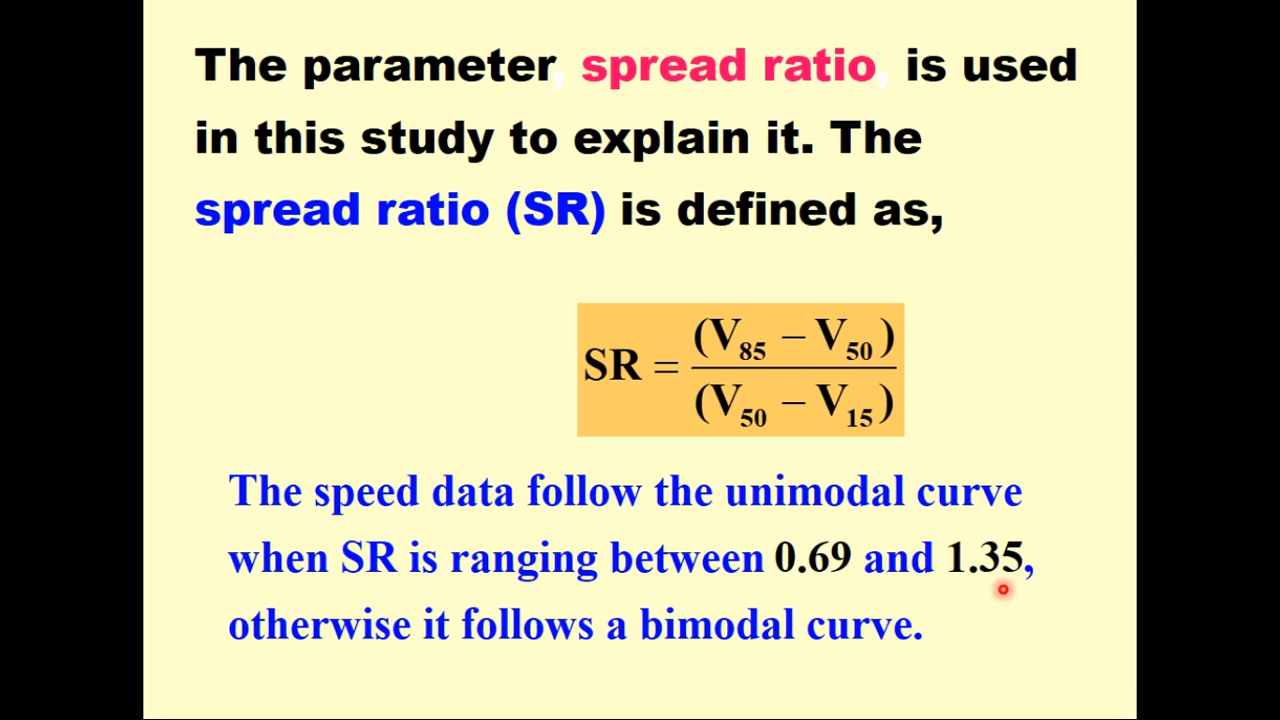 The parameter, spread ratio, is used
in this study to explain it. The
spread ratio (SR) is defined as,
SR = (V85 − V50) / (V50 − V15)
The speed data follow the unimodal curve
when SR is ranging between 0.69 and 1.35,
otherwise it follows a bimodal curve.